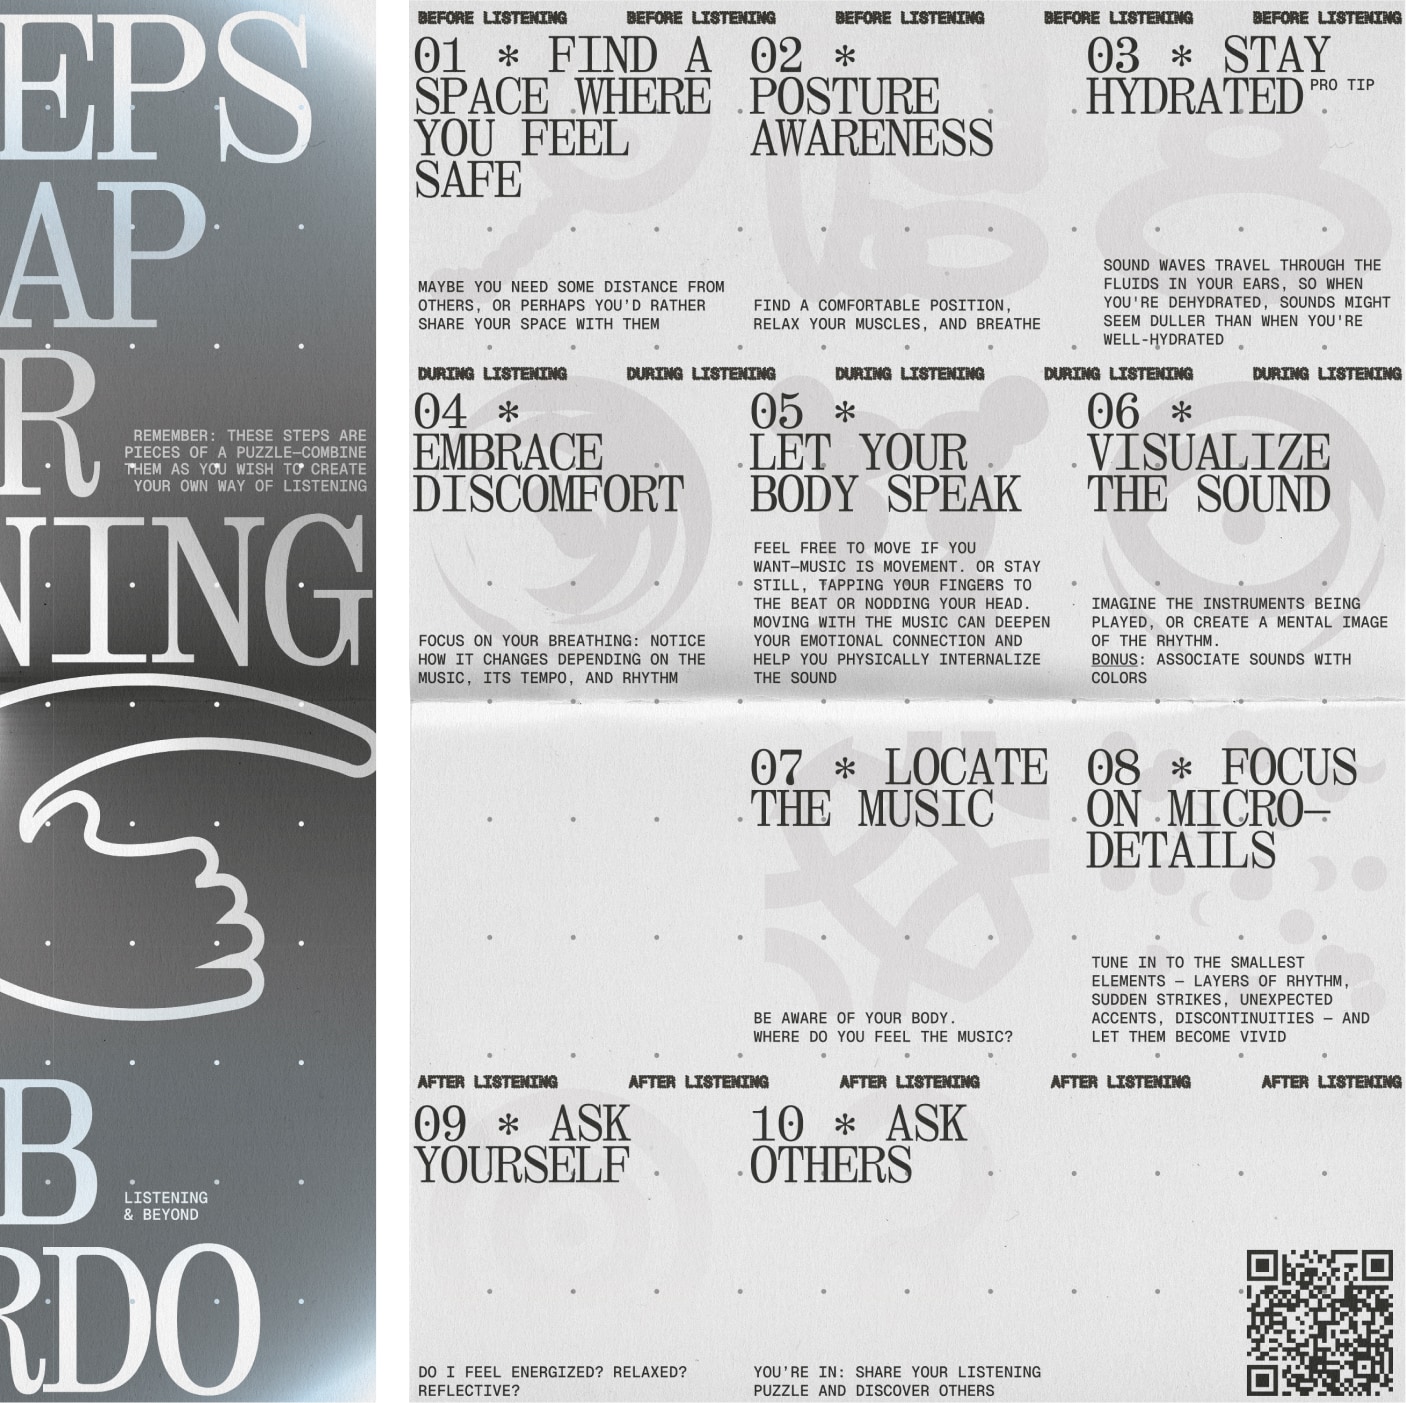 EPS
AP
R
REMEMBER: THESE STEPS ARE
PIECES OF A PUZZLE—COMBINE
THEM AS YOU WISH TO CREATE
YOUR OWN WAY OF LISTENING
NING
B
LISTENING
& BEYOND
RDO
BEFORE LISTENING BEFORE LISTENING BEFORE LISTENING BEFORE LISTENING BEFORE LISTENING
01 * FIND A
SPACE WHERE
YOU FEEL
SAFE
MAYBE YOU NEED SOME DISTANCE FROM
OTHERS, OR PERHAPS YOU'D RATHER
SHARE YOUR SPACE WITH THEM
02 *
POSTURE
AWARENESS
FIND A COMFORTABLE POSITION,
RELAX YOUR MUSCLES, AND BREATHE
03 * STAY
HYDRATED PRO TIP
SOUND WAVES TRAVEL THROUGH THE
FLUIDS IN YOUR EARS, SO WHEN
YOU'RE DEHYDRATED, SOUNDS MIGHT
SEEM DULLER THAN WHEN YOU'RE
WELL-HYDRATED
DURING LISTENING DURING LISTENING DURING LISTENING DURING LISTENING DURING LISTENING
04 *
EMBRACE
DISCOMFORT
FOCUS ON YOUR BREATHING: NOTICE
HOW IT CHANGES DEPENDING ON THE
MUSIC, ITS TEMPO, AND RHYTHM
05 *
LET YOUR
BODY SPEAK
FEEL FREE TO MOVE IF YOU
WANT—MUSIC IS MOVEMENT. OR STAY
STILL, TAPPING YOUR FINGERS TO
THE BEAT OR NODDING YOUR HEAD.
MOVING WITH THE MUSIC CAN DEEPEN
YOUR EMOTIONAL CONNECTION AND
HELP YOU PHYSICALLY INTERNALIZE
THE SOUND
06 *
VISUALIZE
THE SOUND
IMAGINE THE INSTRUMENTS BEING
PLAYED, OR CREATE A MENTAL IMAGE
OF THE RHYTHM.
BONUS: ASSOCIATE SOUNDS WITH
COLORS
07 * LOCATE
THE MUSIC
BE AWARE OF YOUR BODY.
WHERE DO YOU FEEL THE MUSIC?
08 * FOCUS
ON MICRO—
DETAILS
TUNE IN TO THE SMALLEST
ELEMENTS — LAYERS OF RHYTHM,
SUDDEN STRIKES, UNEXPECTED
ACCENTS, DISCONTINUITIES — AND
LET THEM BECOME VIVID
AFTER LISTENING AFTER LISTENING AFTER LISTENING AFTER LISTENING AFTER LISTENING
09 * ASK
YOURSELF
DO I FEEL ENERGIZED? RELAXED?
REFLECTIVE?
10 * ASK
OTHERS
YOU'RE IN: SHARE YOUR LISTENING
PUZZLE AND DISCOVER OTHERS